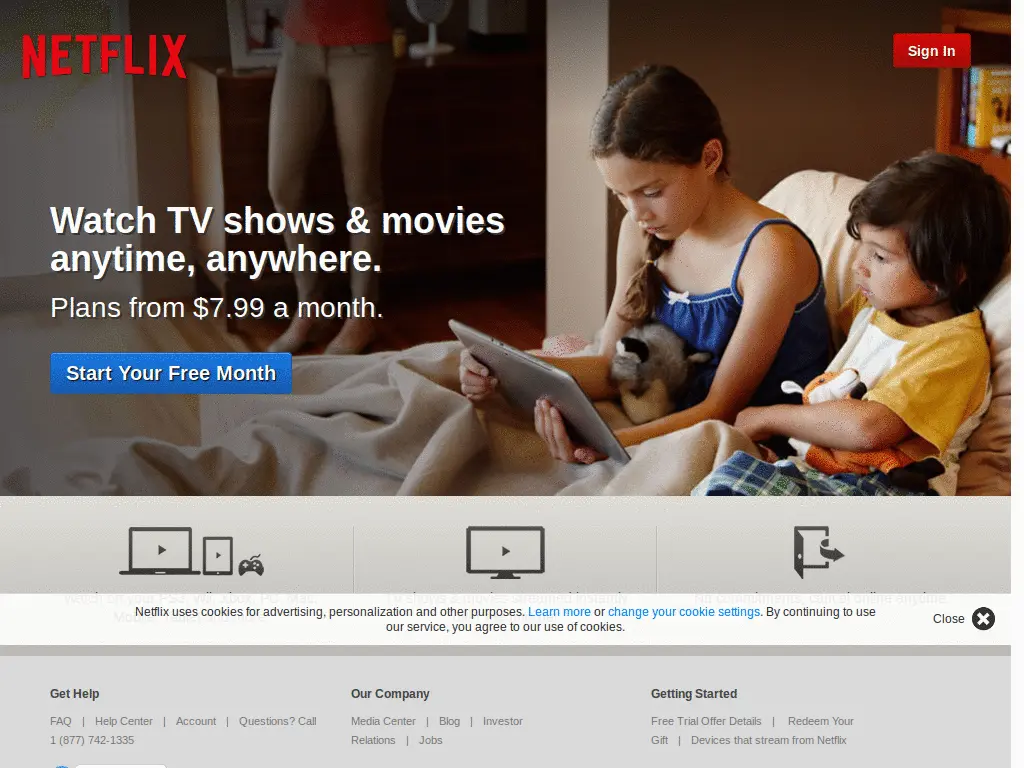 NETFLIX
Sign In
Watch TV shows & movies
anytime, anywhere.
Plans from $7.99 a month.
Start Your Free Month
Netflix uses cookies for advertising, personalization and other purposes. Learn more or change your cookie settings. By continuing to use
our service, you agree to our use of cookies.
Close
Get Help
FAQ | Help Center | Account | Questions? Call
1 (877) 742-1335
Our Company
Media Center | Blog | Investor
Relations | Jobs
Getting Started
Free Trial Offer Details | Redeem Your
Gift | Devices that stream from Netflix